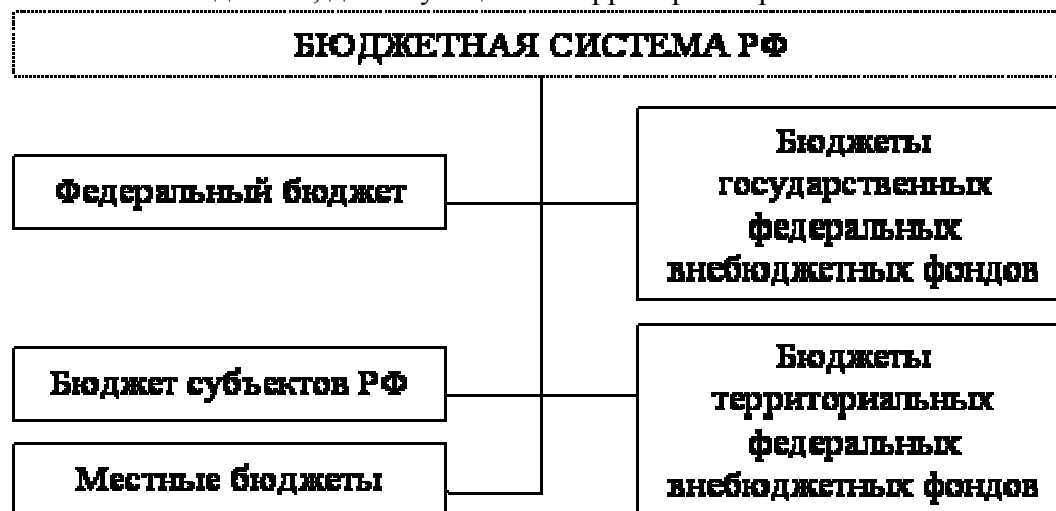 БЮДЖЕТНАЯ СИСТЕМА РФ
Федеральный бюджет
Бюджеты
государственных
федеральных
внебюджетных фондов
Бюджет субъектов РФ
Бюджеты
территориальных
федеральных
внебюджетных фондов
Местные бюджеты